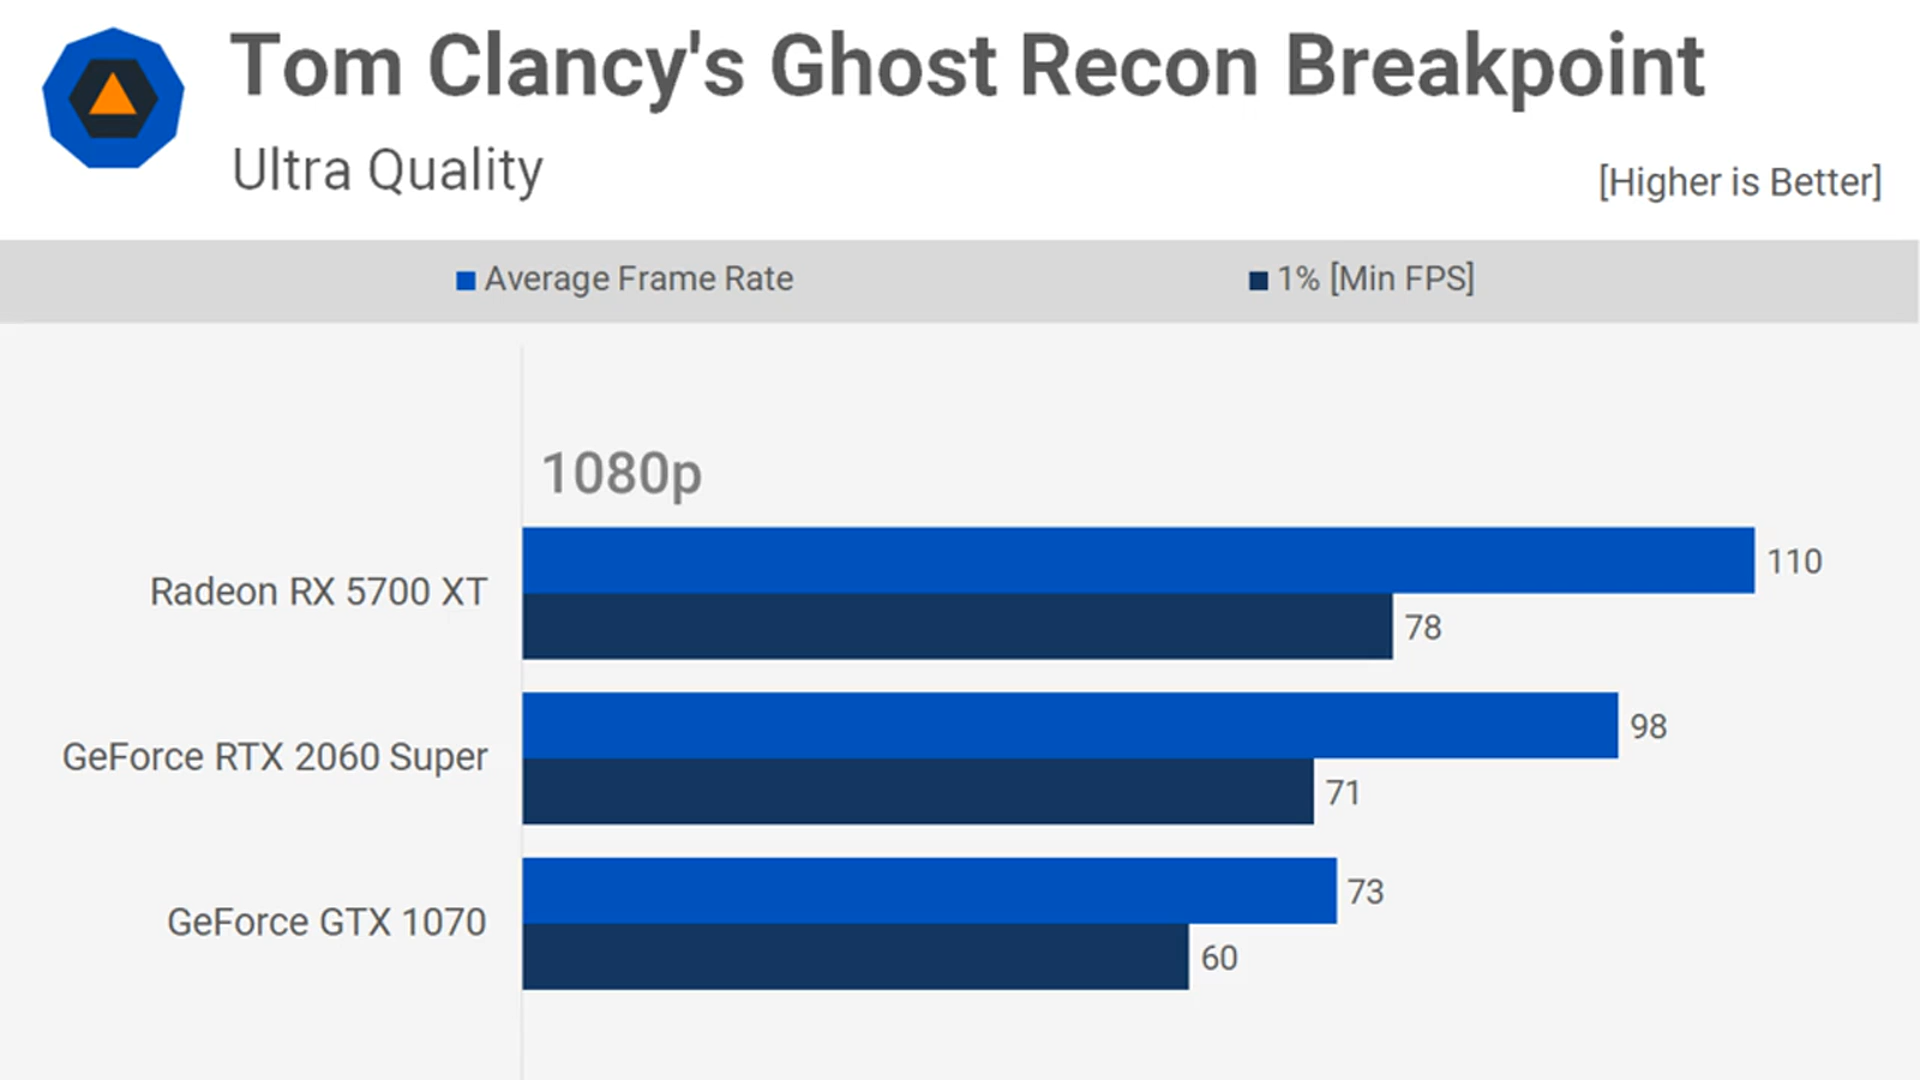 Tom Clancy's Ghost Recon Breakpoint
Ultra Quality
[Higher is Better]
Average Frame Rate
1% [Min FPS]
1080p
Radeon RX 5700 XT
110
78
GeForce RTX 2060 Super
98
71
GeForce GTX 1070
73
60